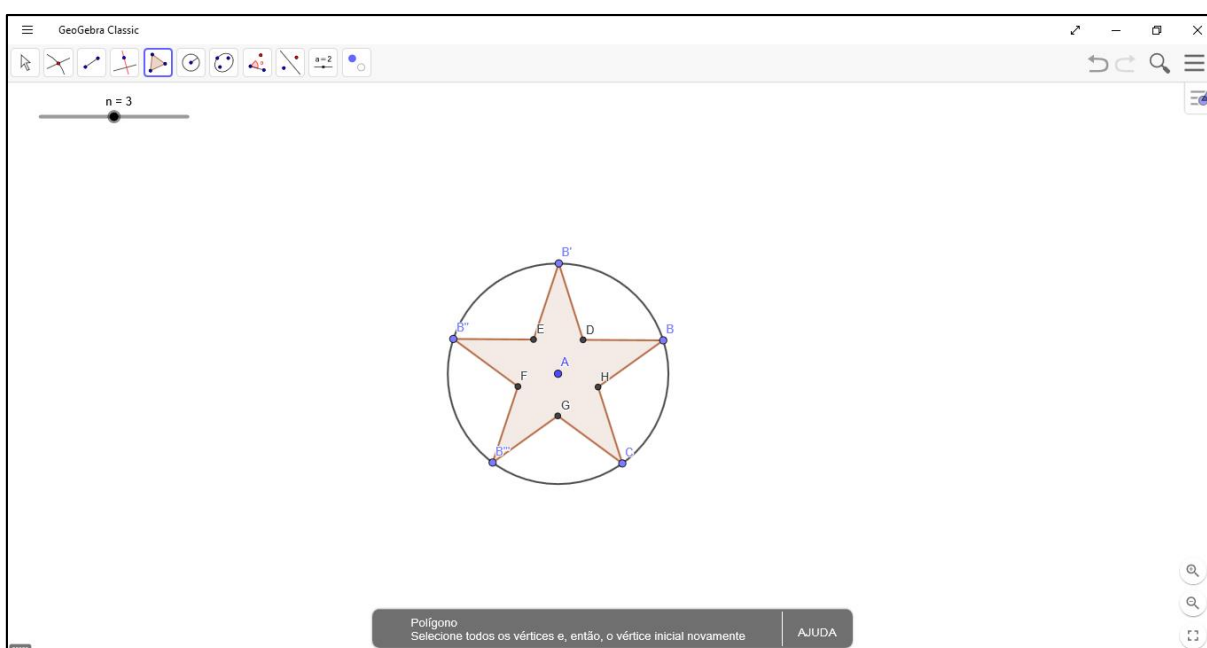 GeoGebra Classic
a=2
n = 3
B'
B''
E
D
B
A
F
H
G
B'''
C
Polígono
Selecione todos os vértices e, então, o vértice inicial novamente
AJUDA